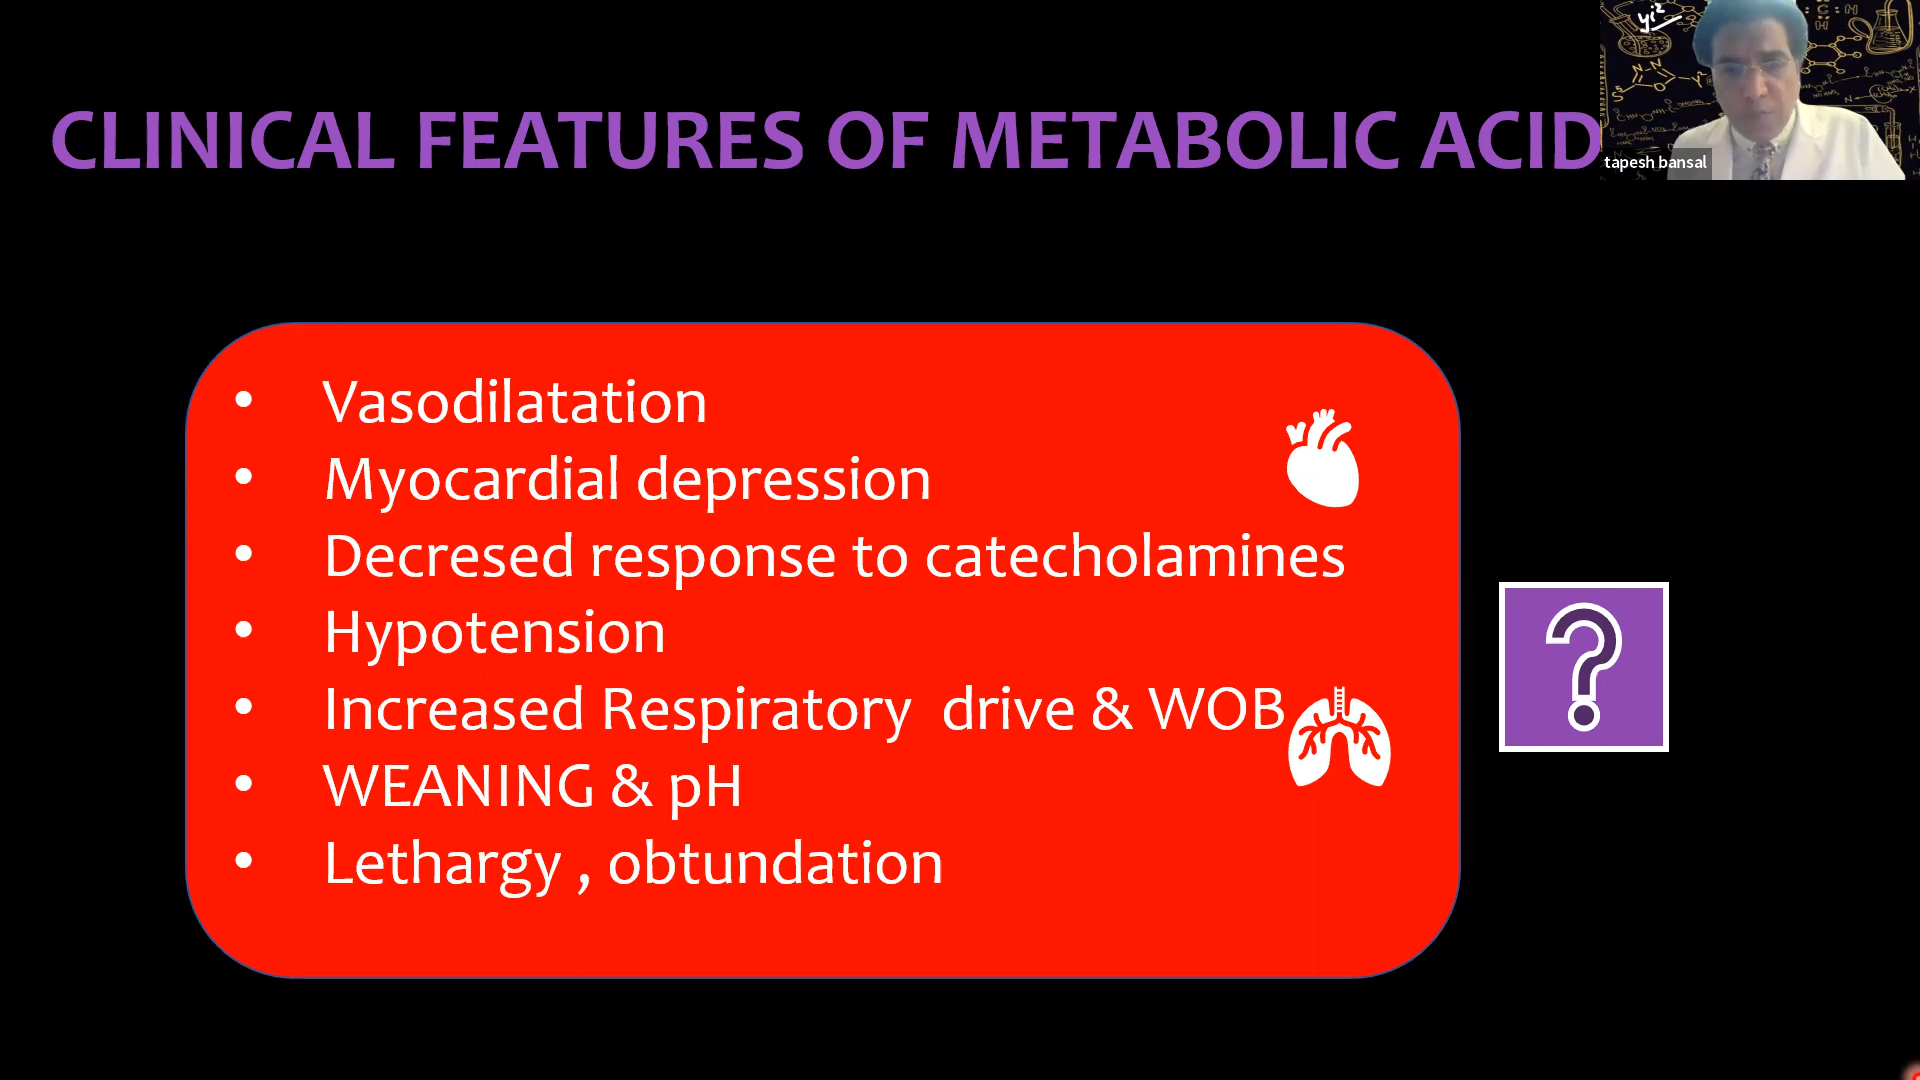 CLINICAL FEATURES OF METABOLIC ACID
tapesh bansal
• Vasodilatation
• Myocardial depression
• Decresed response to catecholamines
• Hypotension
• Increased Respiratory drive & WOB
• WEANING & pH
• Lethargy , obtundation
?